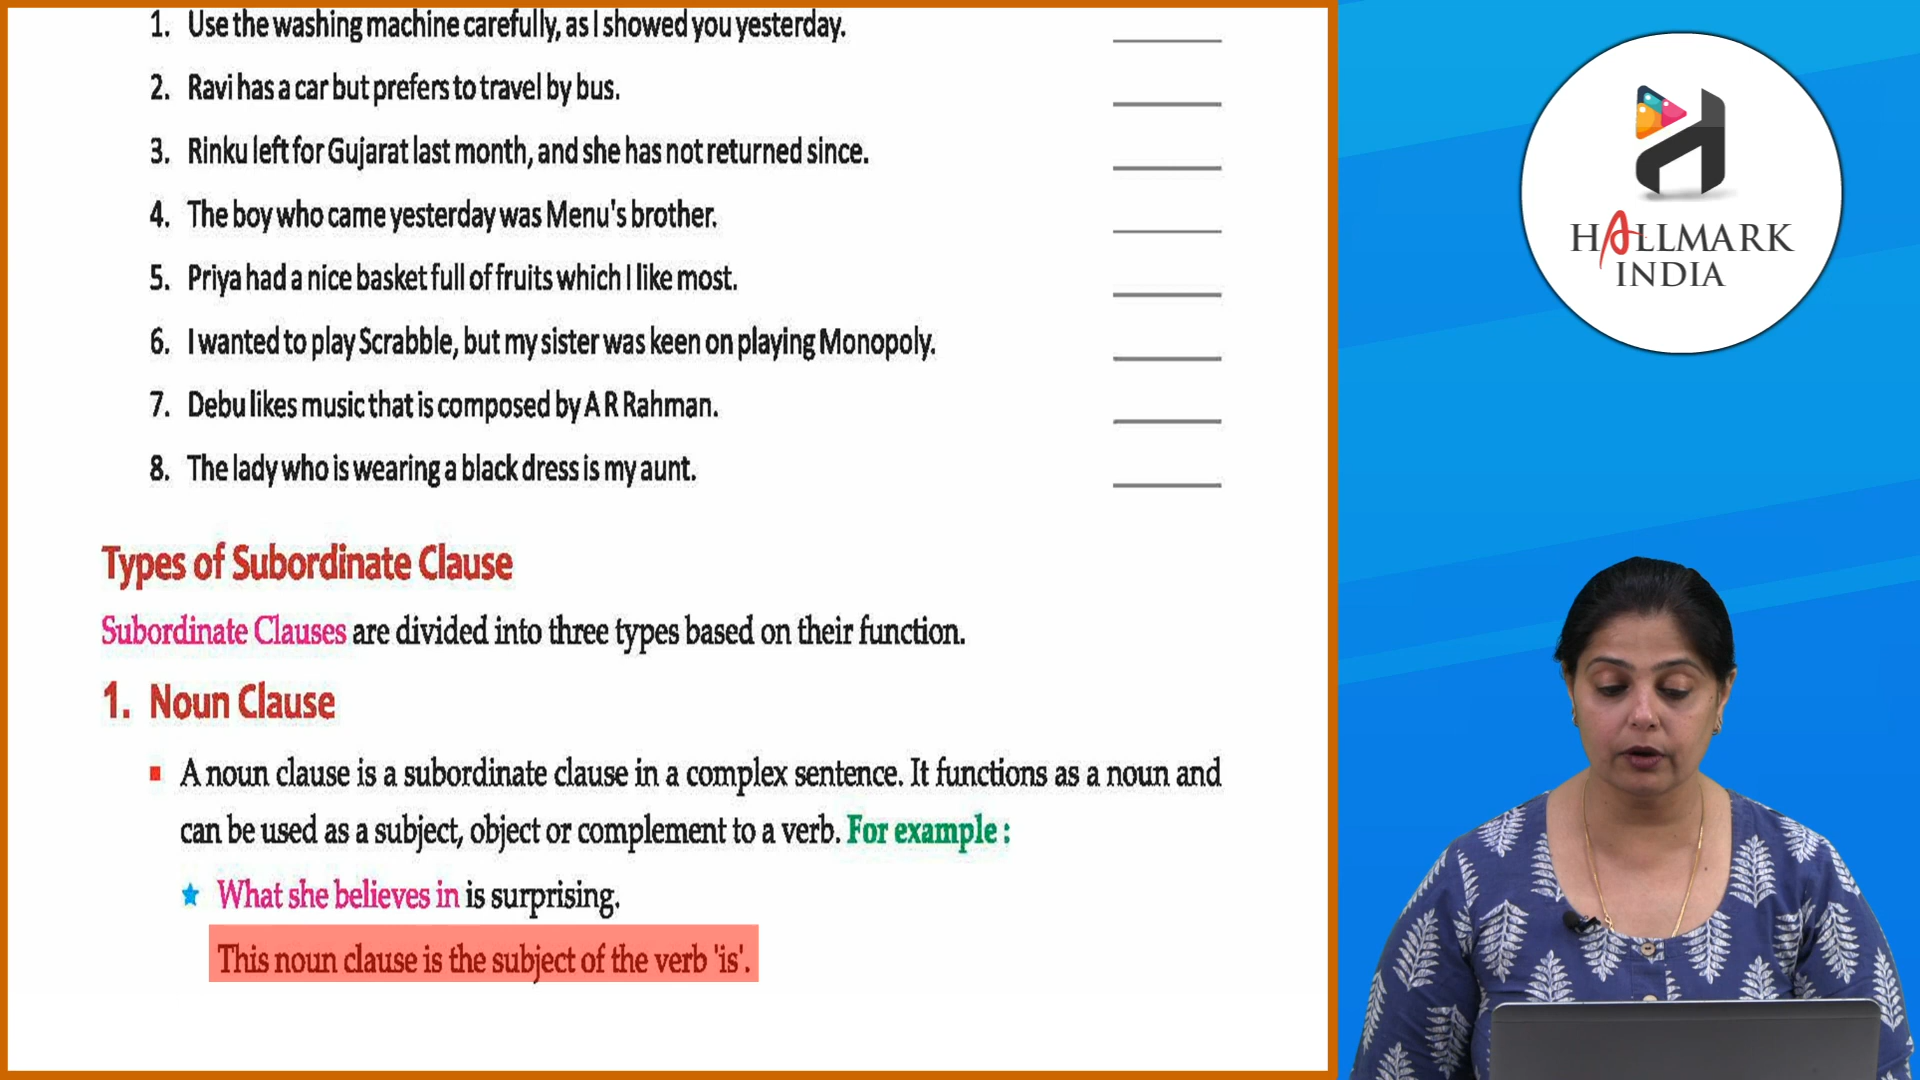 1. Use the washing machine carefully, as I showed you yesterday.
2. Ravi has a car but prefers to travel by bus.
3. Rinku left for Gujarat last month, and she has not returned since.
4. The boy who came yesterday was Menu's brother.
5. Priya had a nice basket full of fruits which I like most.
6. I wanted to play Scrabble, but my sister was keen on playing Monopoly.
7. Debu likes music that is composed by A R Rahman.
8. The lady who is wearing a black dress is my aunt.
Types of Subordinate Clause
Subordinate Clauses are divided into three types based on their function.
1. Noun Clause
▪ A noun clause is a subordinate clause in a complex sentence. It functions as a noun and
can be used as a subject, object or complement to a verb. For example :
★ What she believes in is surprising.
This noun clause is the subject of the verb 'is'.
HALLMARK
INDIA